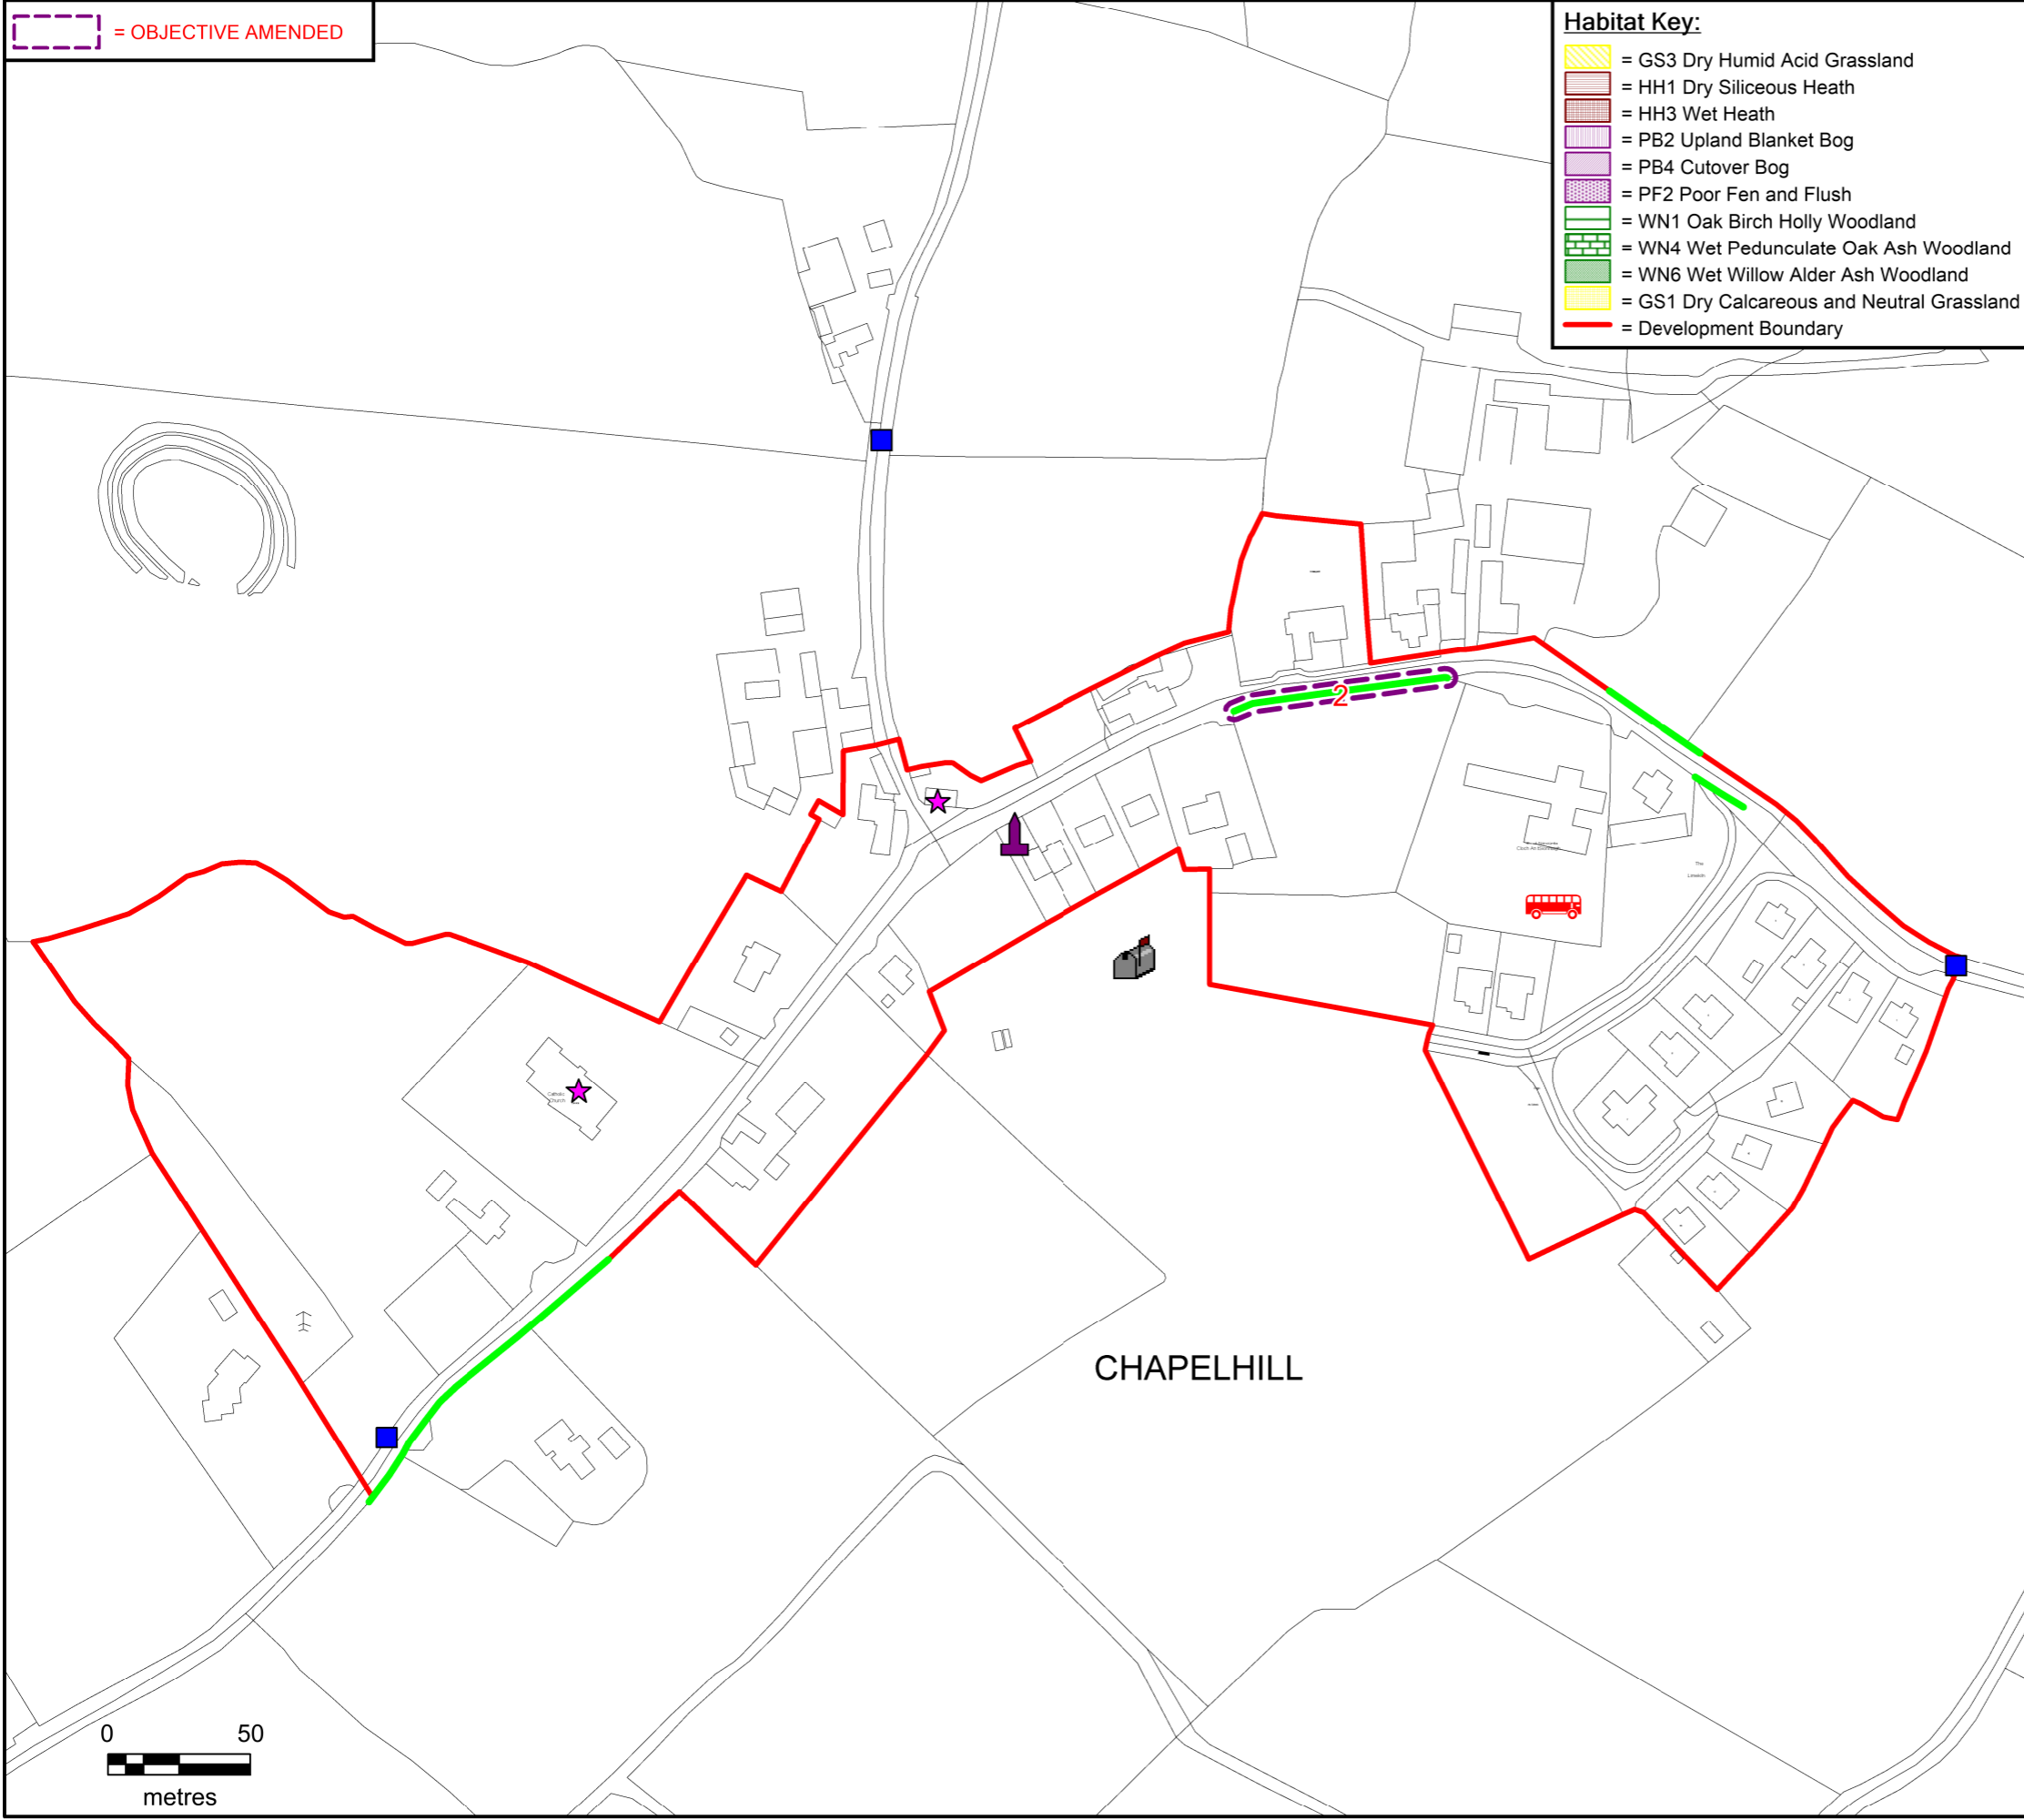 = OBJECTIVE AMENDED
Habitat Key:
= GS3 Dry Humid Acid Grassland
= HH1 Dry Siliceous Heath
= HH3 Wet Heath
= PB2 Upland Blanket Bog
= PB4 Cutover Bog
= PF2 Poor Fen and Flush
= WN1 Oak Birch Holly Woodland
= WN4 Wet Pedunculate Oak Ash Woodland
= WN6 Wet Willow Alder Ash Woodland
= GS1 Dry Calcareous and Neutral Grassland
= Development Boundary
2
The
Catholic
Church
CHAPELHILL
0 50
metres